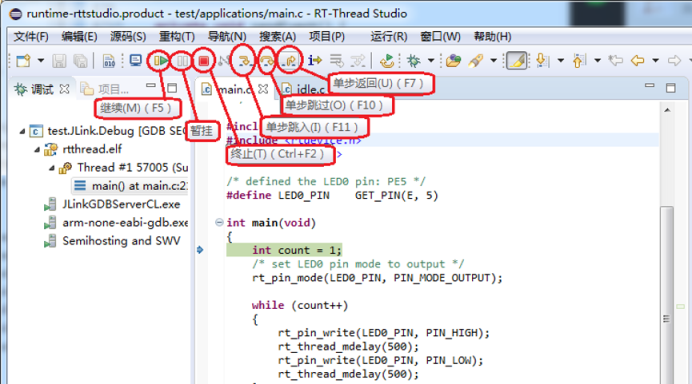 runtime-rttstudio.product - test/applications/main.c - RT-Thread Studio
文件(F) 编辑(E) 源码(S) 重构(T) 导航(N) 搜索(A) 项目(P) 运行(R) 窗口(W) 帮助(H)
调试 项目...
main.c idle.c
单步返回(U)(F7)
继续(M)(F5)
暂挂
单步跳过(O)(F10)
单步跳入(I)(F11)
终止(T)(Ctrl+F2)
test.JLink.Debug [GDB SEG
rtthread.elf
Thread #1 57005 (Su
main() at main.c:21
JLinkGDBServerCL.exe
arm-none-eabi-gdb.exe
Semihosting and SWV
#incl
#include <rtdevice.h>
>
/* defined the LED0 pin: PE5 */
#define LED0_PIN GET_PIN(E, 5)
int main(void)
{
int count = 1;
/* set LED0 pin mode to output */
rt_pin_mode(LED0_PIN, PIN_MODE_OUTPUT);
while (count++)
{
rt_pin_write(LED0_PIN, PIN_HIGH);
rt_thread_mdelay(500);
rt_pin_write(LED0_PIN, PIN_LOW);
rt_thread_mdelay(500);